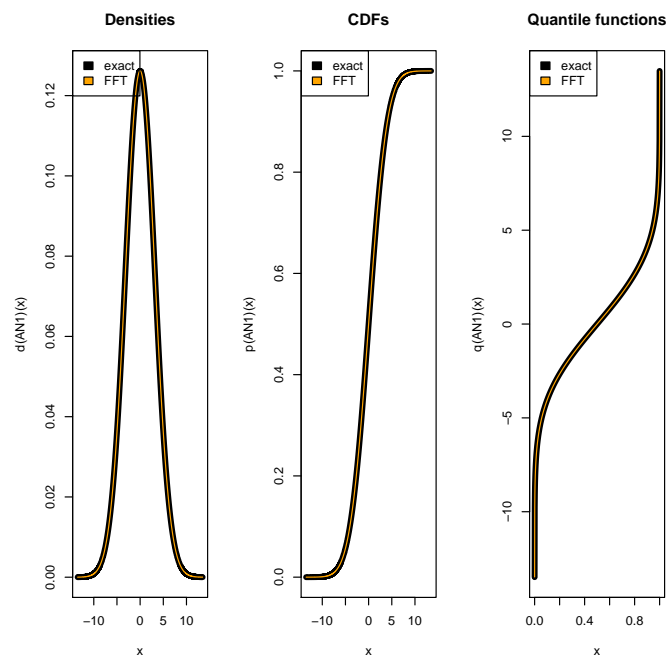 Densities
exact
FFT
d(AN1)(x)
0.00
0.02
0.04
0.06
0.08
0.10
0.12
−10
0
5
10
x
CDFs
exact
FFT
p(AN1)(x)
0.0
0.2
0.4
0.6
0.8
1.0
−10
0
5
10
x
Quantile functions
exact
FFT
q(AN1)(x)
−10
−5
0
5
10
0.0
0.4
0.8
x